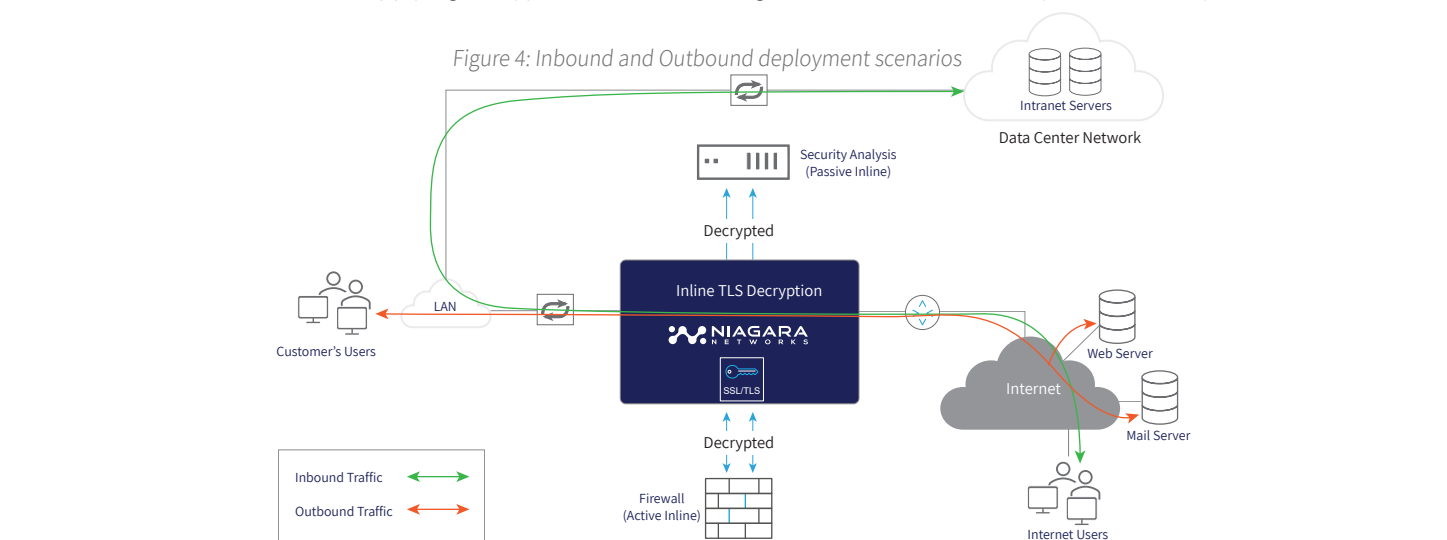 Figure 4: Inbound and Outbound deployment scenarios
Intranet Servers
Data Center Network
Security Analysis
(Passive Inline)
Decrypted
Inline TLS Decryption
LAN
NIAGARA
NETWORKS
Customer's Users
Web Server
SSL/TLS
Internet
Mail Server
Decrypted
Inbound Traffic
Outbound Traffic
Firewall
(Active Inline)
Internet Users